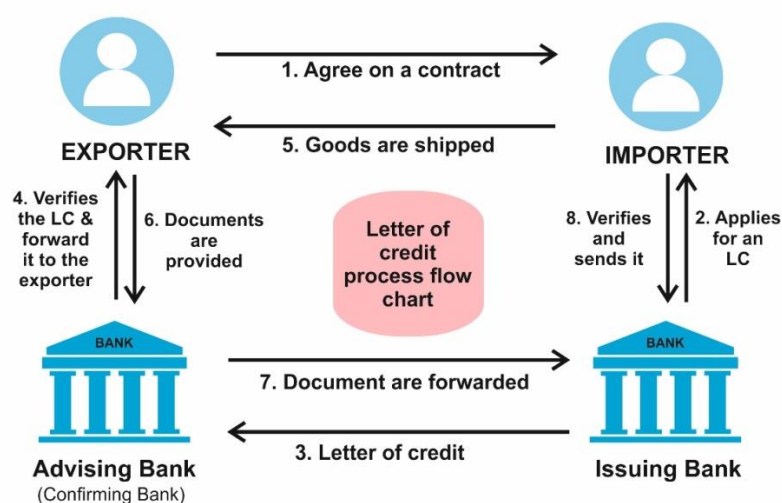 1. Agree on a contract
EXPORTER
5. Goods are shipped
IMPORTER
4. Verifies
the LC &
forward
it to the
exporter
6. Documents
are
provided
Letter of
credit
process flow
chart
8. Verifies
and
sends it
2. Applies
for an
LC
BANK
BANK
7. Document are forwarded
3. Letter of credit
Advising Bank
(Confirming Bank)
Issuing Bank